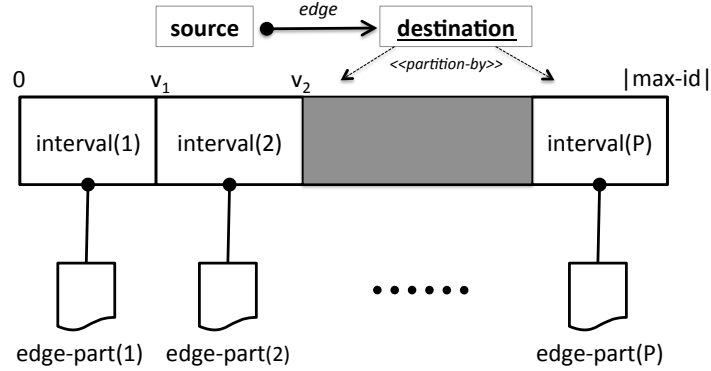 edge
source
destination
<<partition-by>>
0
v1
v2
|max-id|
interval(1)
interval(2)
interval(P)
edge-part(1)
edge-part(2)
edge-part(P)